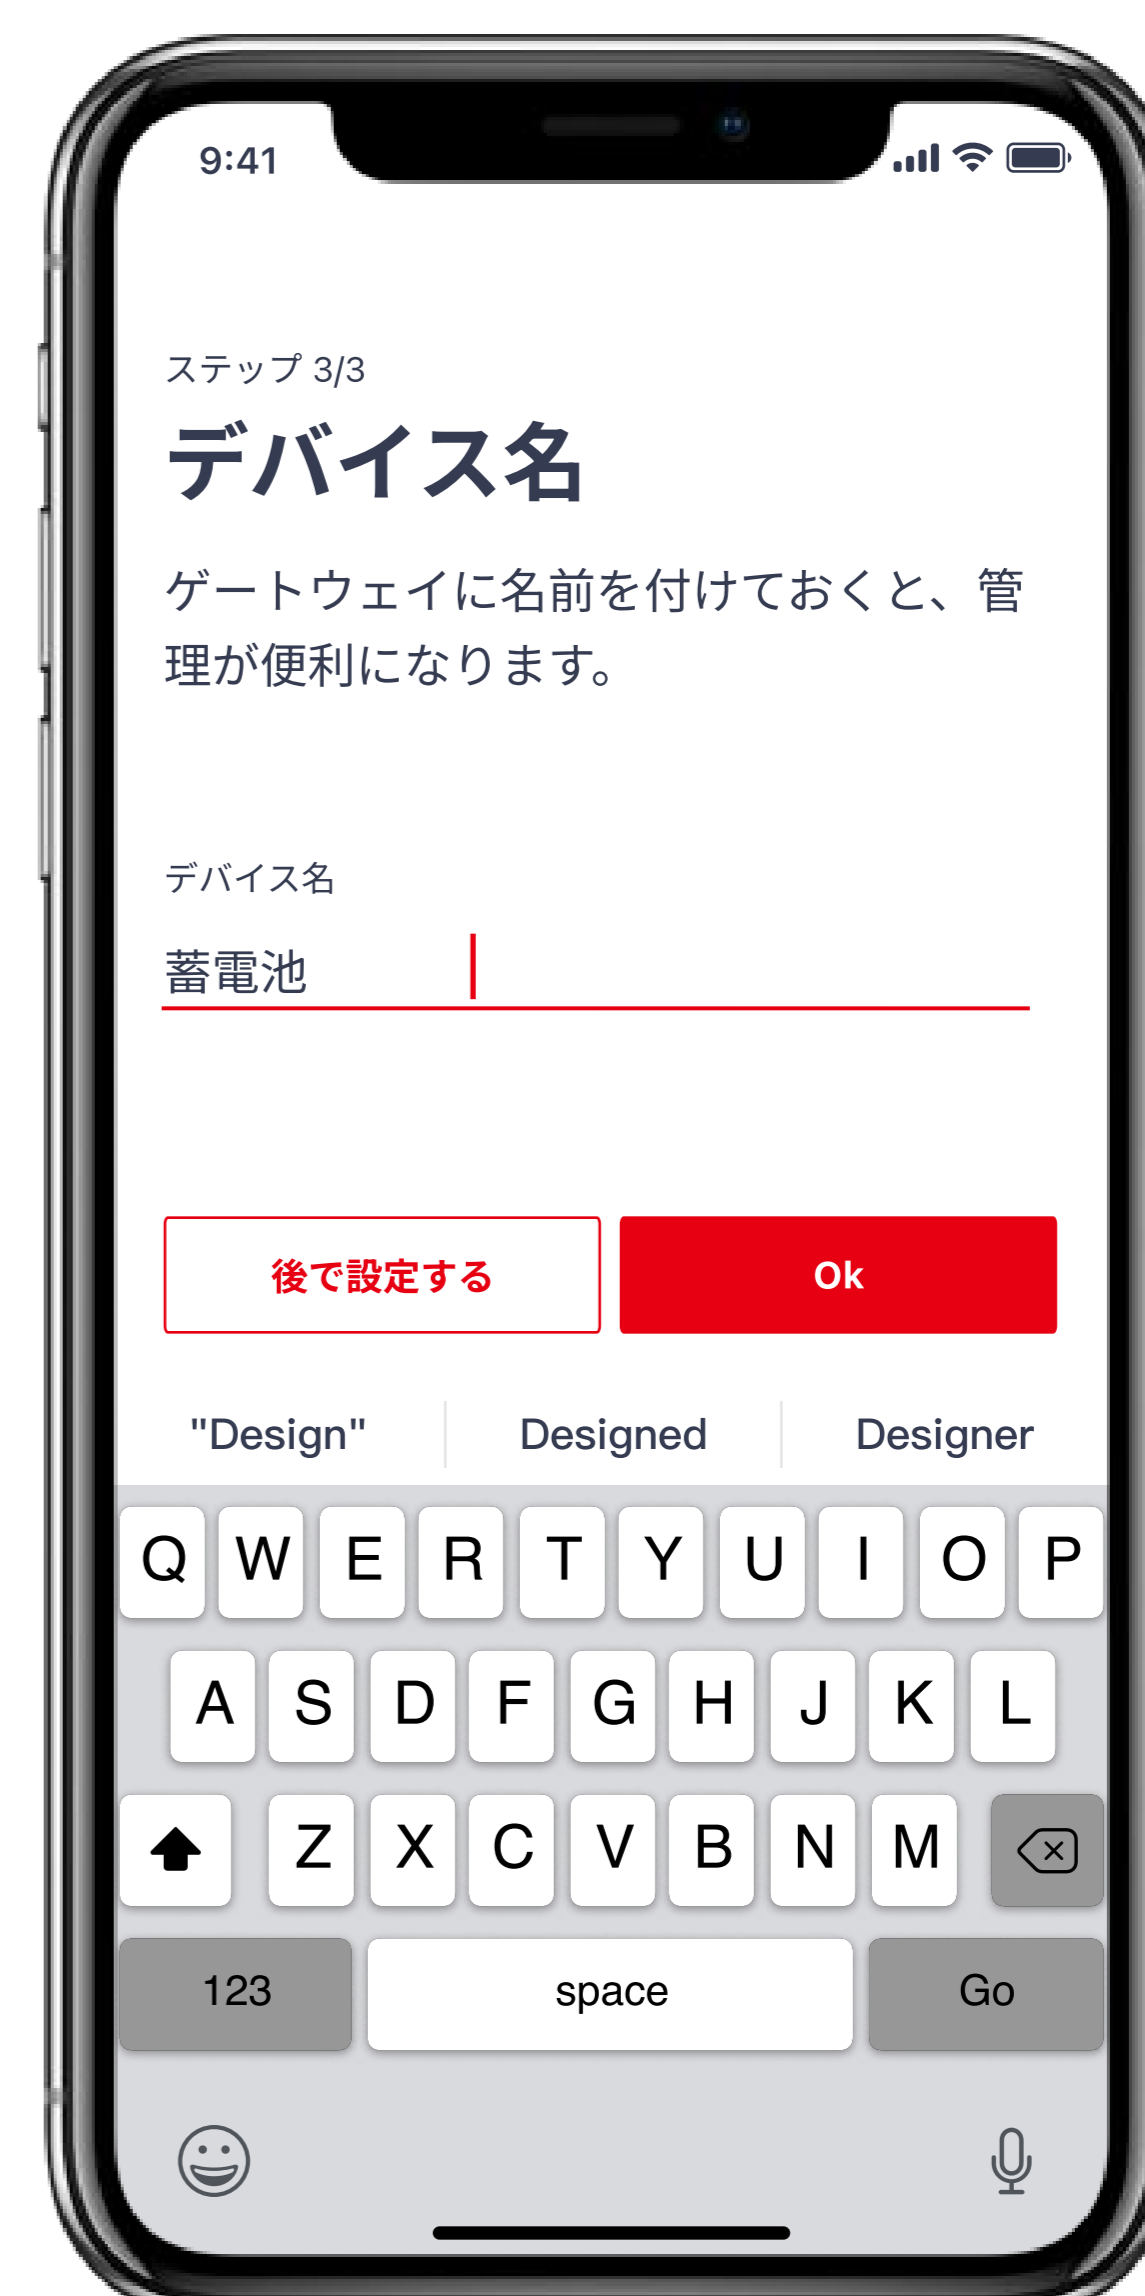 9:41
ステップ 3/3
デバイス名
ゲートウェイに名前を付けておくと、管
理が便利になります。
デバイス名
蓄電池
後で設定する
Ok
"Design"
Designed
Designer
Q W E R T Y U I O P
A S D F G H J K L
Z X C V B N M
123
space
Go